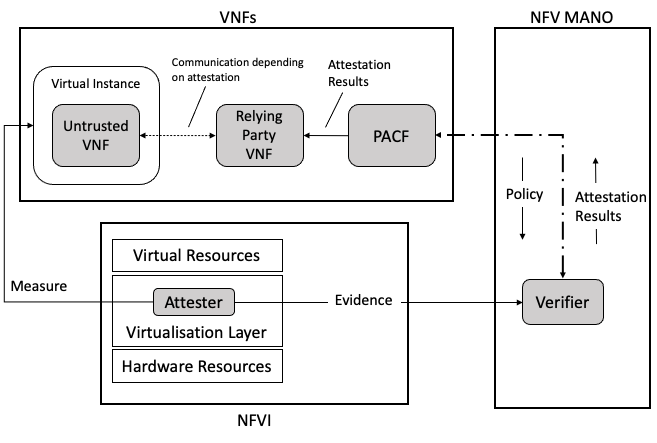 VNFs
NFV MANO
Communication depending
on attestation
Attestation
Results
Virtual Instance
Untrusted
VNF
Relying
Party
VNF
PACF
Policy
Attestation
Results
Virtual Resources
Measure
Attester
Evidence
Verifier
Virtualisation Layer
Hardware Resources
NFVI